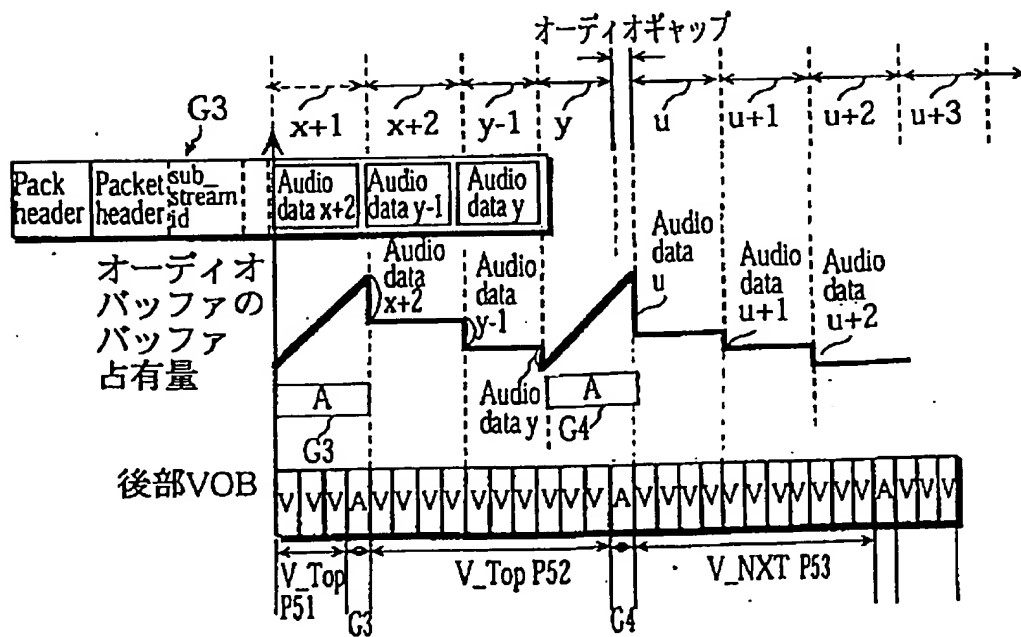 オーディオギャップ
x+1 x+2 y-1 y u u+1 u+2 u+3
G3
Pack header
Packet header
sub_stream id
Audio data x+2
Audio data y-1
Audio data y
オーディオ
バッファの
バッファ
占有量
Audio data x+2
Audio data y-1
Audio data y
Audio data u
Audio data u+1
Audio data u+2
A
G3
A
G4
後部VOB
V V V A V V V V V V V V V V A V V V V V V V V V V A V V V
V_Top P51
G3
V_Top P52
G4
V_NXT P53